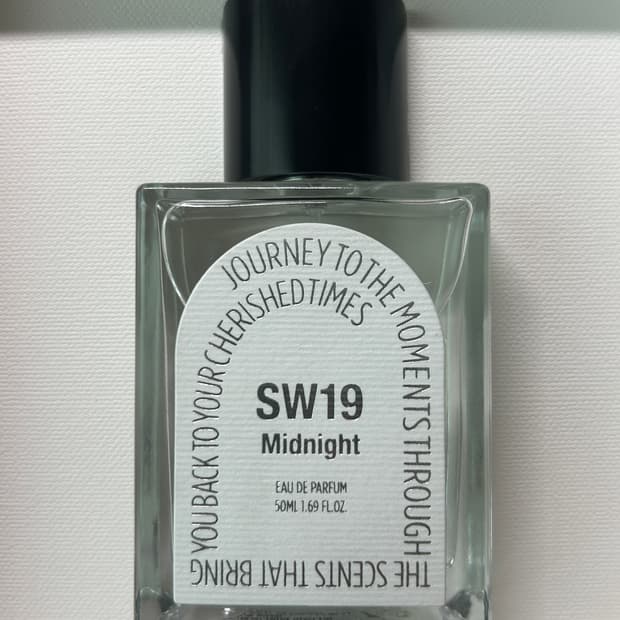 JOURNEY TO THE MOMENTS THROUGH
THE SCENTS THAT BRING
YOU BACK TO YOUR CHERISHED TIMES
SW19
Midnight
EAU DE PARFUM
50ML 1.69 FL.OZ.